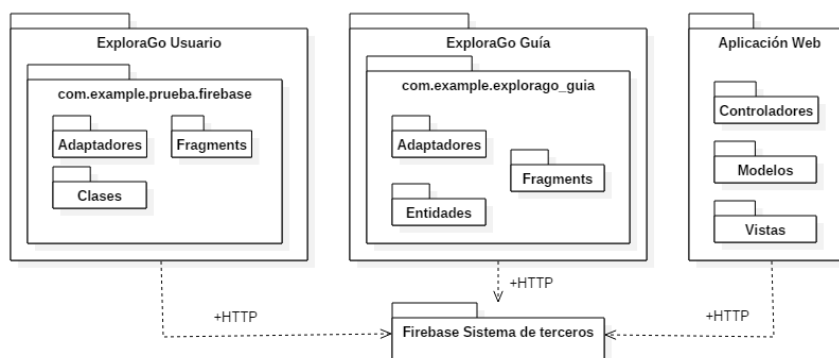 ExploraGo Usuario
com.example.prueba.firebase
Adaptadores
Fragments
Clases
ExploraGo Guía
com.example.explorago_guia
Adaptadores
Fragments
Entidades
Aplicación Web
Controladores
Modelos
Vistas
+HTTP
+HTTP
+HTTP
Firebase Sistema de terceros